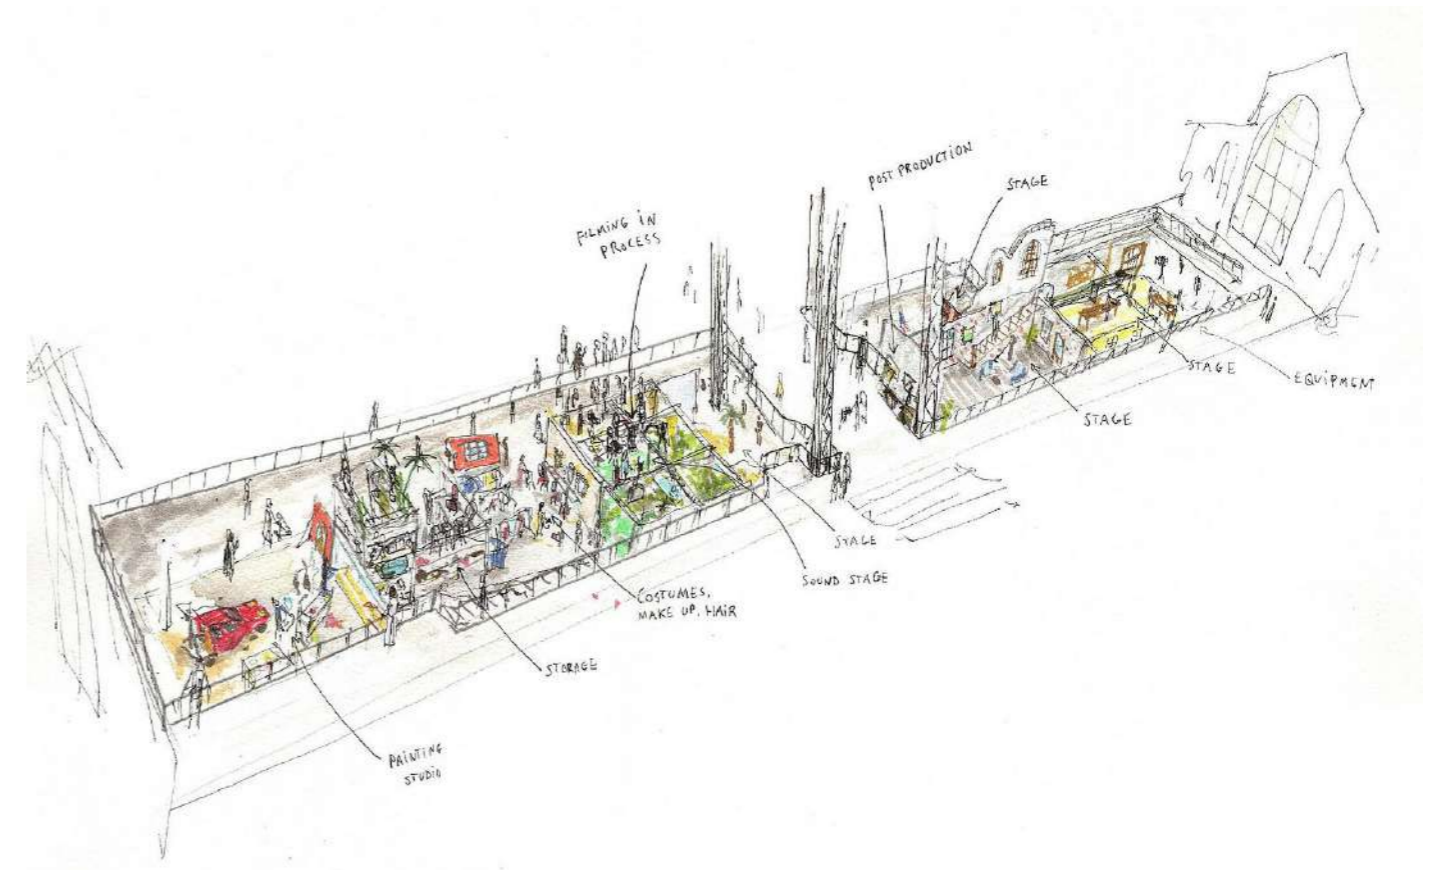 POST PRODUCTION
STAGE
FILMING IN
PROCESS
STAGE
EQUIPMENT
STAGE
STAGE
SOUND STAGE
COSTUMES,
MAKE UP, HAIR
STORAGE
PAINTING
STUDIO